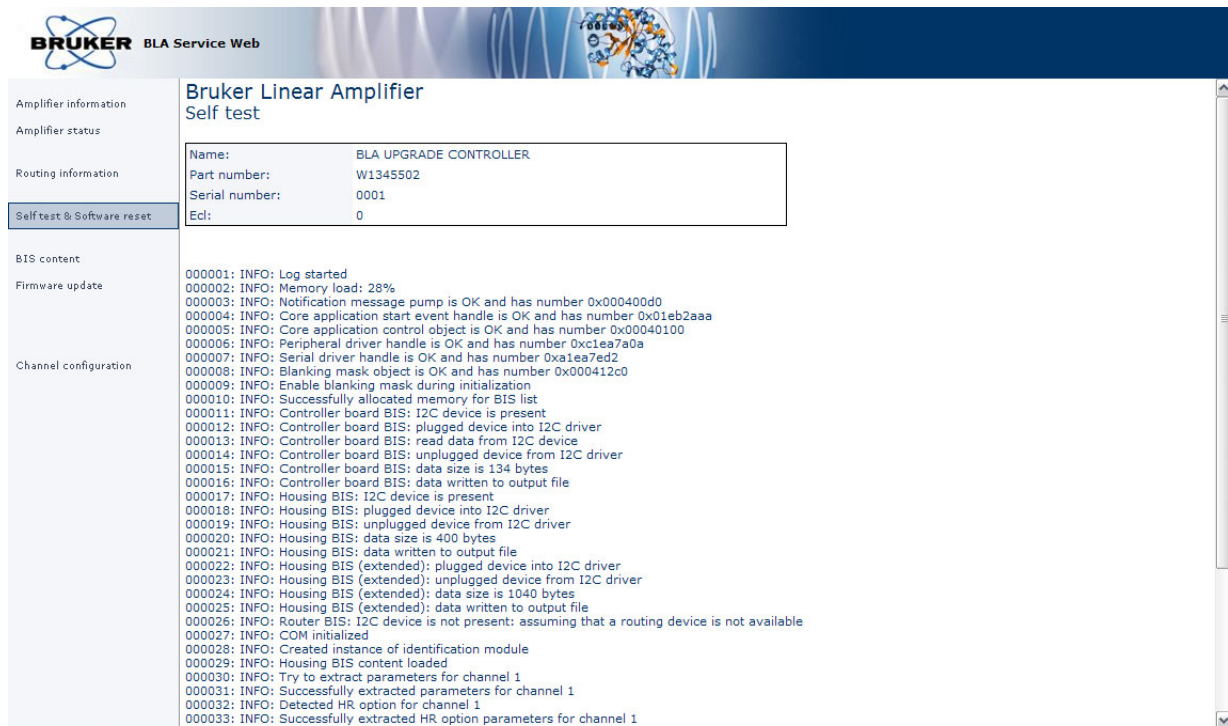 BRUKER BLA Service Web
Amplifier information
Amplifier status
Routing information
Self test & Software reset
BIS content
Firmware update
Channel configuration
Bruker Linear Amplifier
Self test
Name: BLA UPGRADE CONTROLLER
Part number: W1345502
Serial number: 0001
Ecl: 0
000001: INFO: Log started
000002: INFO: Memory load: 28%
000003: INFO: Notification message pump is OK and has number 0x000400d0
000004: INFO: Core application start event handle is OK and has number 0x01eb2aaa
000005: INFO: Core application control object is OK and has number 0x00040100
000006: INFO: Peripheral driver handle is OK and has number 0xc1ea7a0a
000007: INFO: Serial driver handle is OK and has number 0xa1ea7ed2
000008: INFO: Blanking mask object is OK and has number 0x000412c0
000009: INFO: Enable blanking mask during initialization
000010: INFO: Successfully allocated memory for BIS list
000011: INFO: Controller board BIS: I2C device is present
000012: INFO: Controller board BIS: plugged device into I2C driver
000013: INFO: Controller board BIS: read data from I2C device
000014: INFO: Controller board BIS: unplugged device from I2C driver
000015: INFO: Controller board BIS: data size is 134 bytes
000016: INFO: Controller board BIS: data written to output file
000017: INFO: Housing BIS: I2C device is present
000018: INFO: Housing BIS: plugged device into I2C driver
000019: INFO: Housing BIS: unplugged device from I2C driver
000020: INFO: Housing BIS: data size is 400 bytes
000021: INFO: Housing BIS: data written to output file
000022: INFO: Housing BIS (extended): plugged device into I2C driver
000023: INFO: Housing BIS (extended): unplugged device from I2C driver
000024: INFO: Housing BIS (extended): data size is 1040 bytes
000025: INFO: Housing BIS (extended): data written to output file
000026: INFO: Router BIS: I2C device is not present: assuming that a routing device is not available
000027: INFO: COM initialized
000028: INFO: Created instance of identification module
000029: INFO: Housing BIS content loaded
000030: INFO: Try to extract parameters for channel 1
000031: INFO: Successfully extracted parameters for channel 1
000032: INFO: Detected HR option for channel 1
000033: INFO: Successfully extracted HR option parameters for channel 1